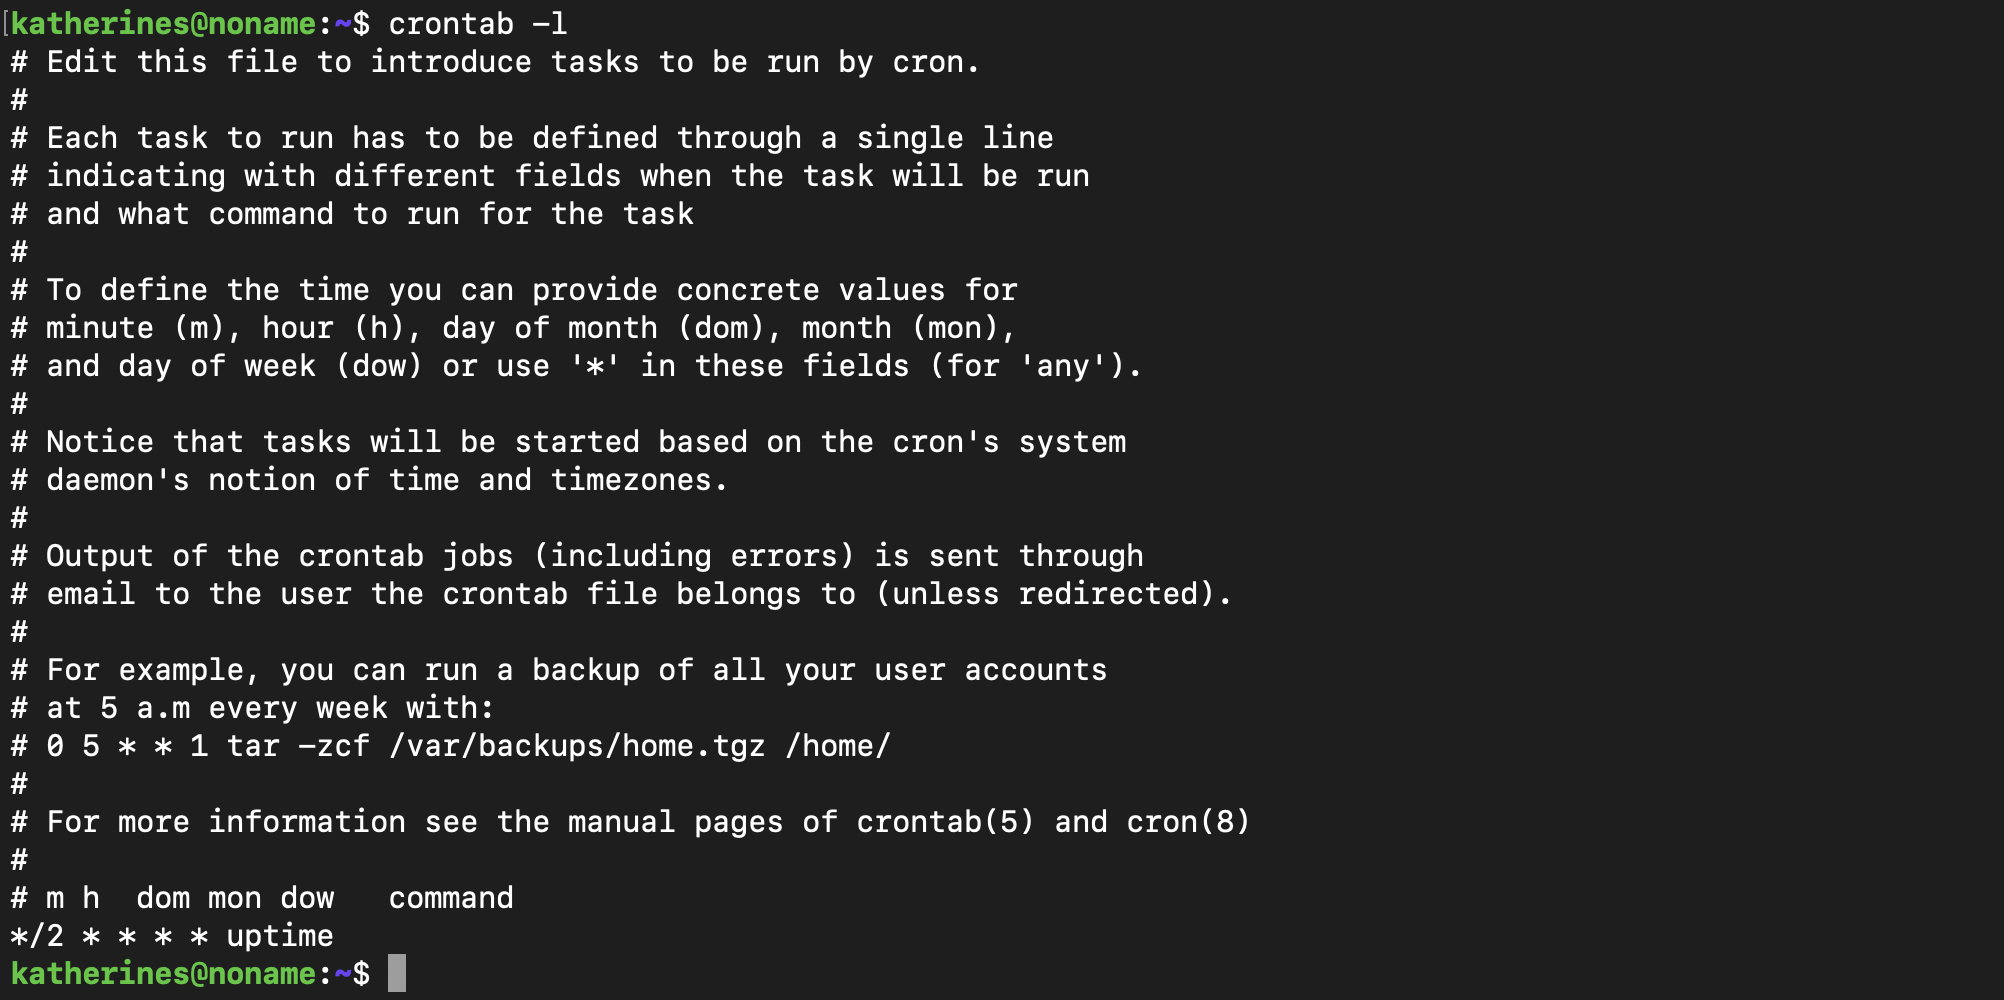 [katherines@noname:~$ crontab -l
# Edit this file to introduce tasks to be run by cron.
#
# Each task to run has to be defined through a single line
# indicating with different fields when the task will be run
# and what command to run for the task
#
# To define the time you can provide concrete values for
# minute (m), hour (h), day of month (dom), month (mon),
# and day of week (dow) or use '*' in these fields (for 'any').
#
# Notice that tasks will be started based on the cron's system
# daemon's notion of time and timezones.
#
# Output of the crontab jobs (including errors) is sent through
# email to the user the crontab file belongs to (unless redirected).
#
# For example, you can run a backup of all your user accounts
# at 5 a.m every week with:
# 0 5 * * 1 tar -zcf /var/backups/home.tgz /home/
#
# For more information see the manual pages of crontab(5) and cron(8)
#
# m h  dom mon dow   command
*/2 * * * * uptime
katherines@noname:~$